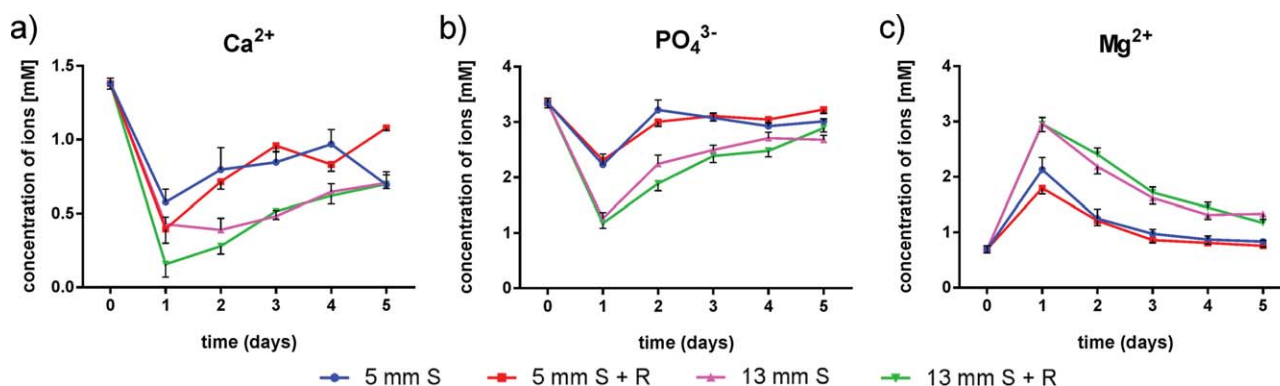 a)
Ca²⁺
concentration of ions [mM]
1.5
1.0
0.5
0.0
0 1 2 3 4 5
time (days)
b)
PO₄³⁻
concentration of ions [mM]
4
3
2
1
0
0 1 2 3 4 5
time (days)
c)
Mg²⁺
concentration of ions [mM]
4
3
2
1
0
0 1 2 3 4 5
time (days)
5 mm S 5 mm S + R 13 mm S 13 mm S + R